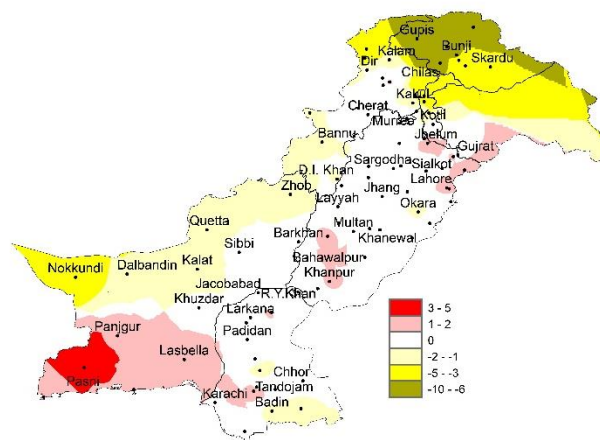 Gupis
Bunji
Skardu
Kalam
Dir
Chilas
Kakul
Cherat
Kotli
Murree
Jhelum
Bannu
Gujrat
Sargodha
Sialkot
D.I. Khan
Lahore
Zhob
Jhang
Layyah
Okara
Quetta
Multan
Barkhan
Khanewal
Sibbi
Bahawalpur
Nokkundi
Dalbandin
Kalat
Khanpur
Jacobabad
R.Y.Khan
Khuzdar
Larkana
Panjgur
Padidan
Lasbella
Pasni
Chhor
Tandojam
Karachi
Badin
3 - 5
1 - 2
0
-2 - -1
-5 - -3
-10 - -6